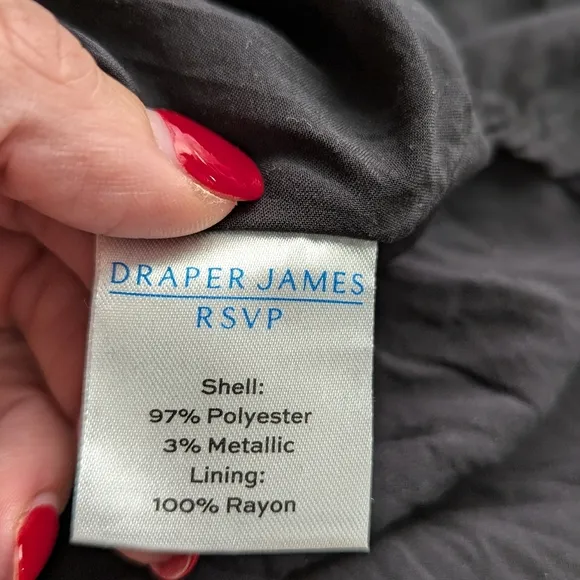 DRAPER JAMES
RSVP
Shell:
97% Polyester
3% Metallic
Lining:
100% Rayon